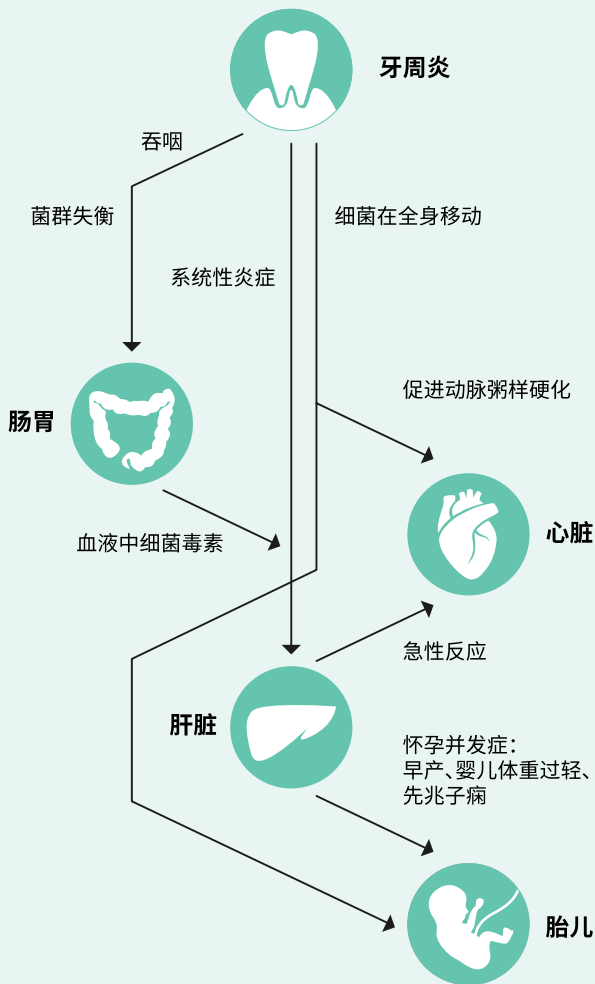 牙周炎
吞咽
菌群失衡
细菌在全身移动
系统性炎症
促进动脉粥样硬化
肠胃
心脏
血液中细菌毒素
急性反应
肝脏
怀孕并发症：
早产、婴儿体重过轻、
先兆子痫
胎儿